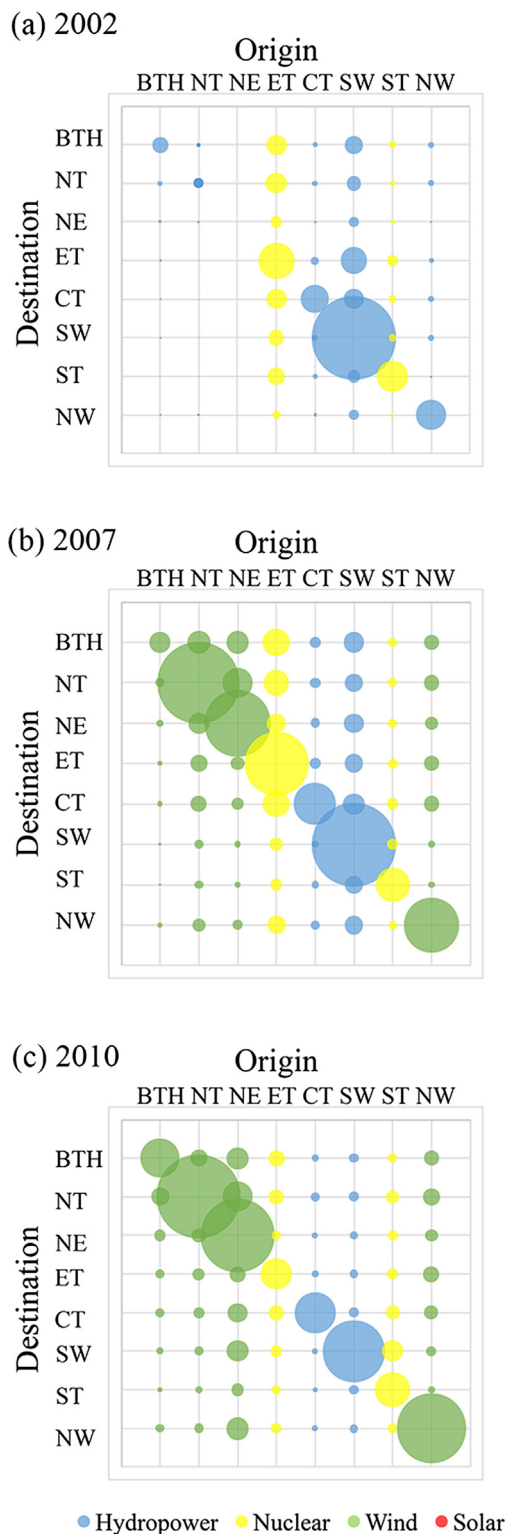 (a) 2002
Origin
BTH NT NE ET CT SW ST NW
Destination
BTH
NT
NE
ET
CT
SW
ST
NW
(b) 2007
Origin
BTH NT NE ET CT SW ST NW
Destination
BTH
NT
NE
ET
CT
SW
ST
NW
(c) 2010
Origin
BTH NT NE ET CT SW ST NW
Destination
BTH
NT
NE
ET
CT
SW
ST
NW
Hydropower Nuclear Wind Solar